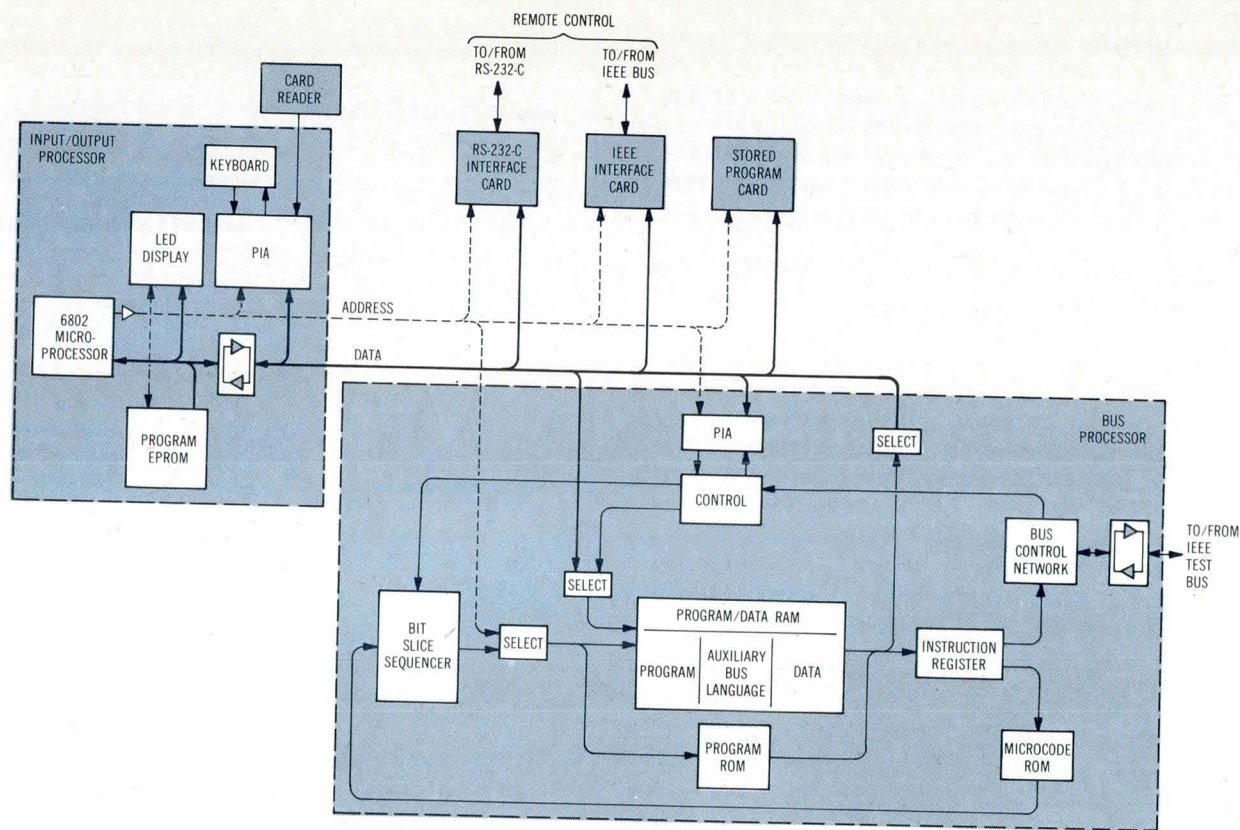 REMOTE CONTROL
TO/FROM
RS-232-C
TO/FROM
IEEE BUS
CARD
READER
INPUT/OUTPUT
PROCESSOR
KEYBOARD
RS-232-C
INTERFACE
CARD
IEEE
INTERFACE
CARD
STORED
PROGRAM
CARD
LED
DISPLAY
PIA
6802
MICRO-
PROCESSOR
ADDRESS
DATA
PROGRAM
EPROM
BUS
PROCESSOR
PIA
SELECT
CONTROL
BUS
CONTROL
NETWORK
TO/FROM
IEEE
TEST
BUS
SELECT
BIT
SLICE
SEQUENCER
SELECT
PROGRAM/DATA RAM
PROGRAM
AUXILIARY
BUS
LANGUAGE
DATA
INSTRUCTION
REGISTER
PROGRAM
ROM
MICROCODE
ROM